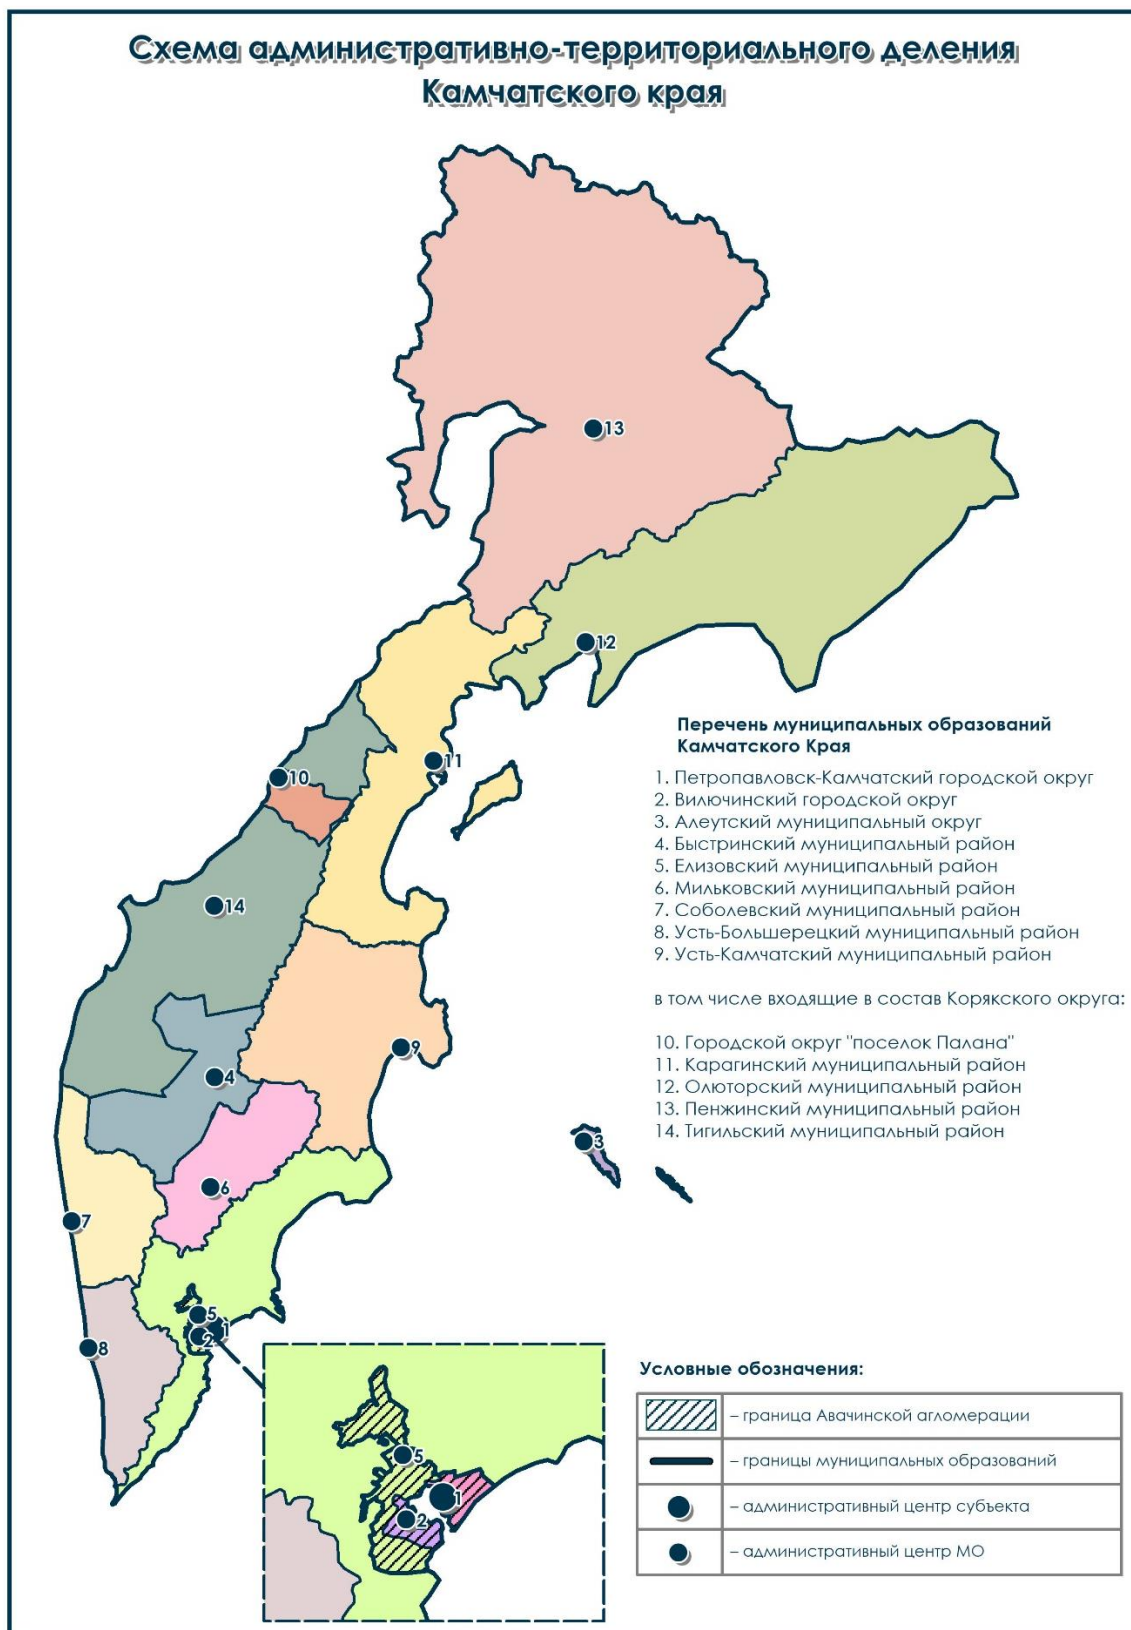 Схема административно-территориального деления
Камчатского края
13
12
11
10
14
9
4
3
6
7
5
1
2
8
5
1
2
Перечень муниципальных образований
Камчатского Края
1. Петропавловск-Камчатский городской округ
2. Вилючинский городской округ
3. Алеутский муниципальный округ
4. Быстринский муниципальный район
5. Елизовский муниципальный район
6. Мильковский муниципальный район
7. Соболевский муниципальный район
8. Усть-Большерецкий муниципальный район
9. Усть-Камчатский муниципальный район
в том числе входящие в состав Корякского округа:
10. Городской округ "поселок Палана"
11. Карагинский муниципальный район
12. Олюторский муниципальный район
13. Пенжинский муниципальный район
14. Тигильский муниципальный район
Условные обозначения:
– граница Авачинской агломерации
– границы муниципальных образований
– административный центр субъекта
– административный центр МО